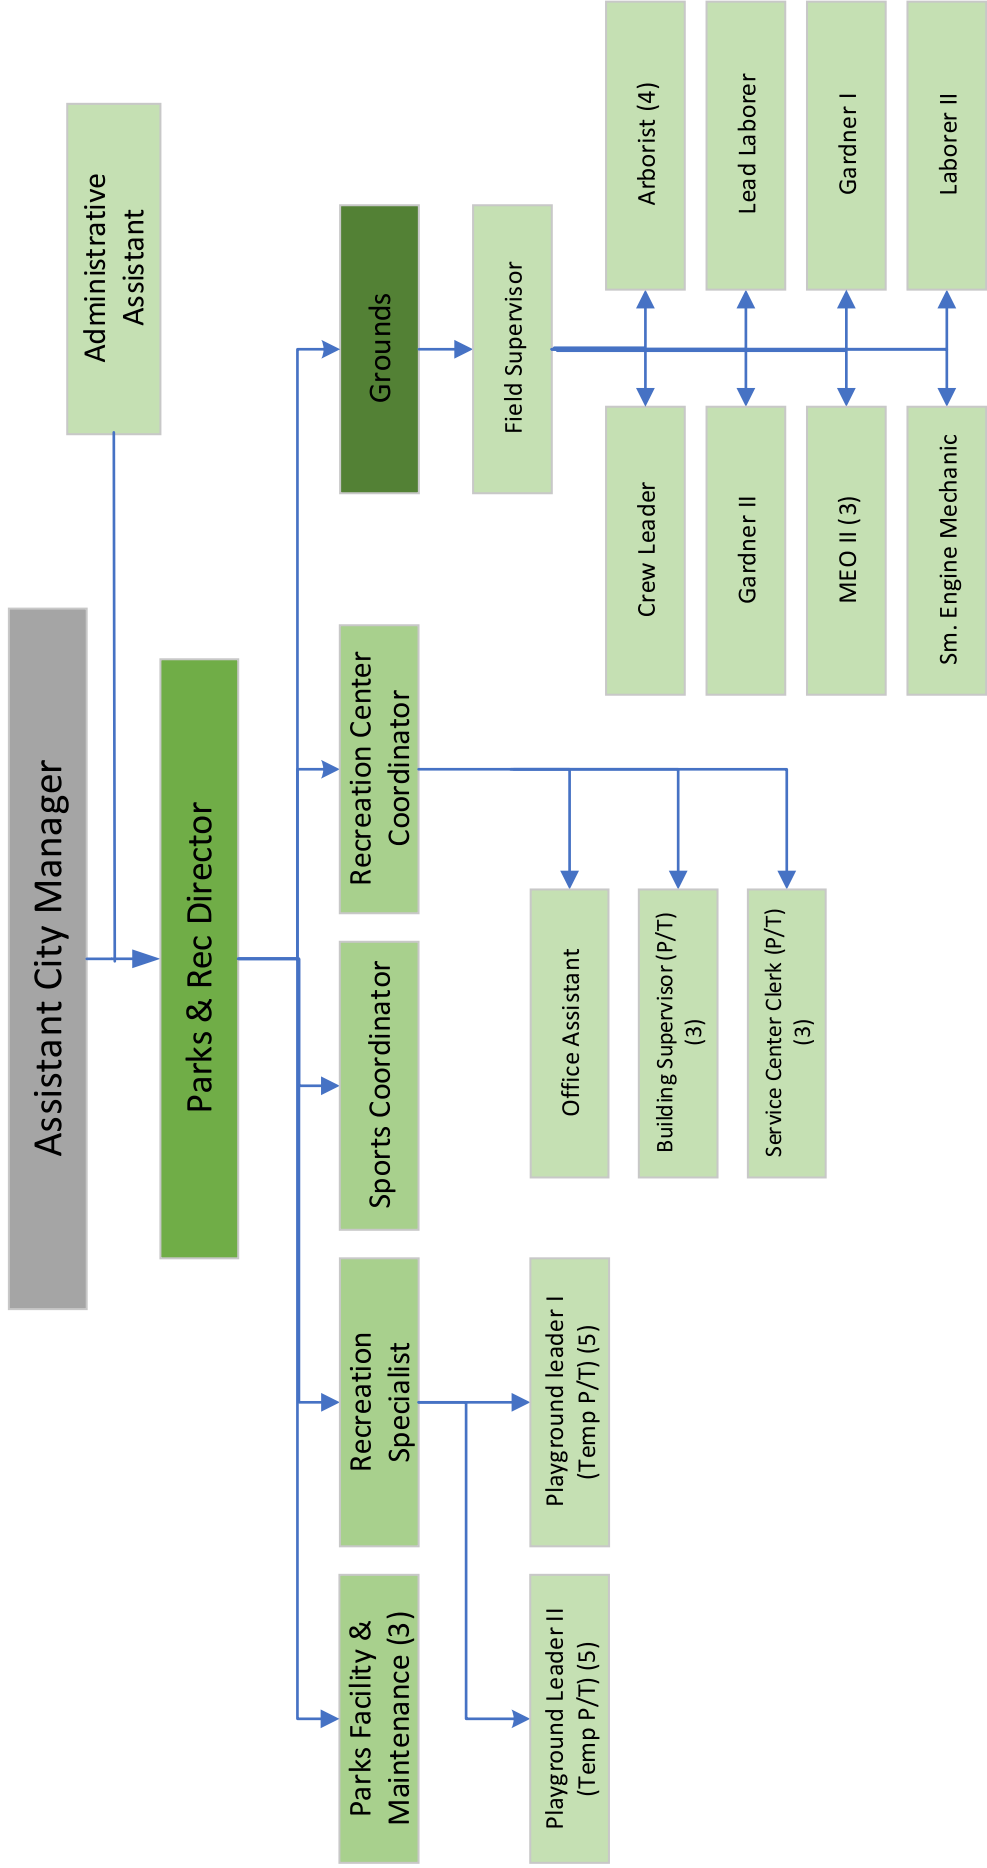 Assistant City Manager
Administrative
Assistant
Parks & Rec Director
Parks Facility &
Maintenance (3)
Recreation
Specialist
Sports Coordinator
Recreation Center
Coordinator
Grounds
Playground Leader II
(Temp P/T) (5)
Playground leader I
(Temp P/T) (5)
Office Assistant
Building Supervisor (P/T)
(3)
Service Center Clerk (P/T)
(3)
Field Supervisor
Crew Leader
Arborist (4)
Gardner II
Lead Laborer
MEO II (3)
Gardner I
Sm. Engine Mechanic
Laborer II